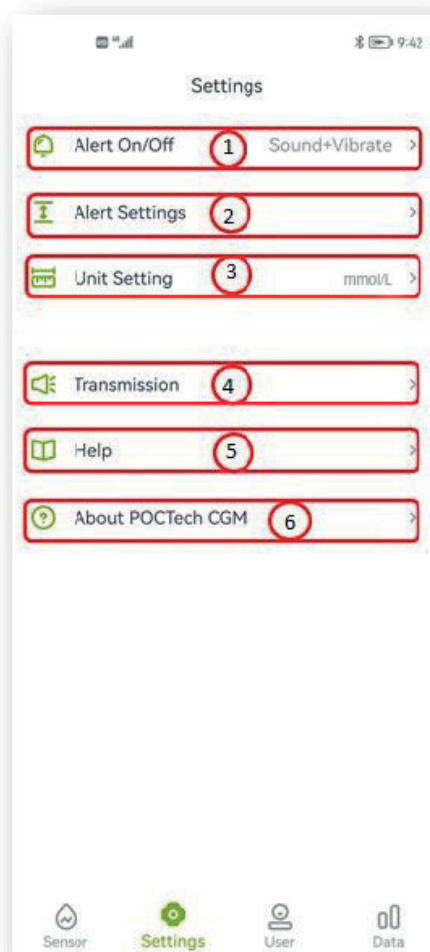 9:42
Settings
Alert On/Off 1 Sound+Vibrate >
Alert Settings 2 >
Unit Setting 3 mmol/L >
Transmission 4 >
Help 5 >
About POCTech CGM 6 >
Sensor Settings User Data